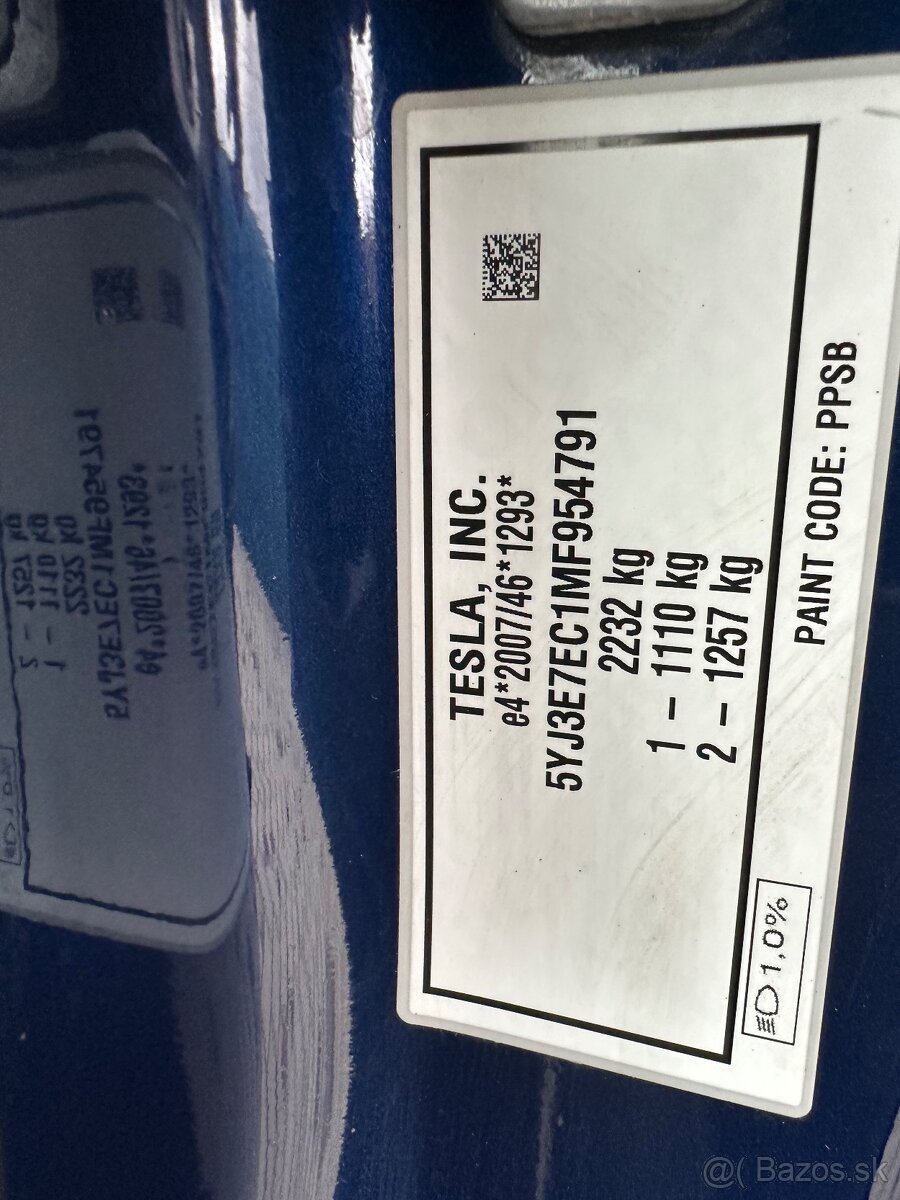 TESLA, INC.
e4*2007/46*1293*
5YJ3E7EC1MF954791
2232 kg
1 – 1110 kg
2 – 1257 kg
1,0%
PAINT CODE: PPSB
@( Bazos.sk